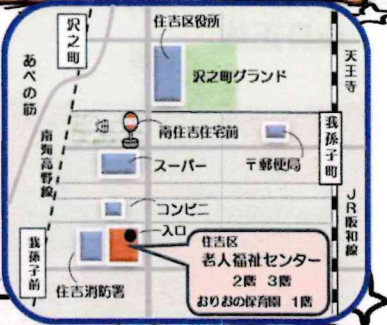 住吉区役所
沢之町
あべの筋
沢之町グランド
天王寺
畑
南住吉住宅前
我孫子町
南海高野線
スーパー
〒郵便局
コンビニ
JR阪和線
入口
我孫子前
住吉消防署
住吉区
老人福祉センター
2階 3階
おりおの保育園 1階